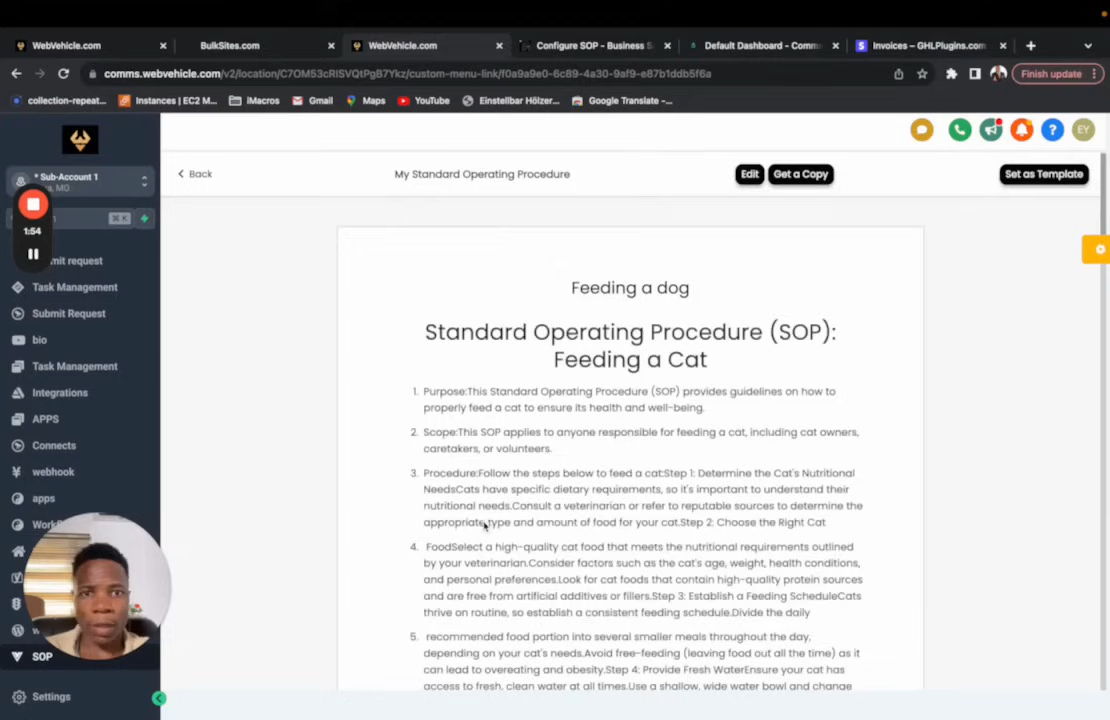 WebVehicle.com
BulkSites.com
WebVehicle.com
Configure SOP - Business S
Default Dashboard - Comm
Invoices – GHLPlugins.com
comms.webvehicle.com/v2/location/C7OM53cRISVQtPgB7Ykz/custom-menu-link/f0a9a9e0-6c89-4a30-9af9-e87b1ddb5f6a
Finish update
collection-repeat...
Instances | EC2 M...
iMacros
Gmail
Maps
YouTube
Einstellbar Hölzer...
Google Translate -...
EY
* Sub-Account 1
MO
⌘ K
1:54
mit request
Task Management
Submit Request
bio
Task Management
Integrations
APPS
Connects
webhook
apps
Work
SOP
Settings
Back
My Standard Operating Procedure
Edit
Get a Copy
Set as Template
Feeding a dog
Standard Operating Procedure (SOP):
Feeding a Cat
1. Purpose:This Standard Operating Procedure (SOP) provides guidelines on how to
properly feed a cat to ensure its health and well-being.
2. Scope:This SOP applies to anyone responsible for feeding a cat, including cat owners,
caretakers, or volunteers.
3. Procedure:Follow the steps below to feed a cat:Step 1: Determine the Cat's Nutritional
NeedsCats have specific dietary requirements, so it's important to understand their
nutritional needs.Consult a veterinarian or refer to reputable sources to determine the
appropriate type and amount of food for your cat.Step 2: Choose the Right Cat
4. FoodSelect a high-quality cat food that meets the nutritional requirements outlined
by your veterinarian.Consider factors such as the cat's age, weight, health conditions,
and personal preferences.Look for cat foods that contain high-quality protein sources
and are free from artificial additives or fillers.Step 3: Establish a Feeding ScheduleCats
thrive on routine, so establish a consistent feeding schedule.Divide the daily
5. recommended food portion into several smaller meals throughout the day,
depending on your cat's needs.Avoid free-feeding (leaving food out all the time) as it
can lead to overeating and obesity.Step 4: Provide Fresh WaterEnsure your cat has
access to fresh, clean water at all times.Use a shallow, wide water bowl and change